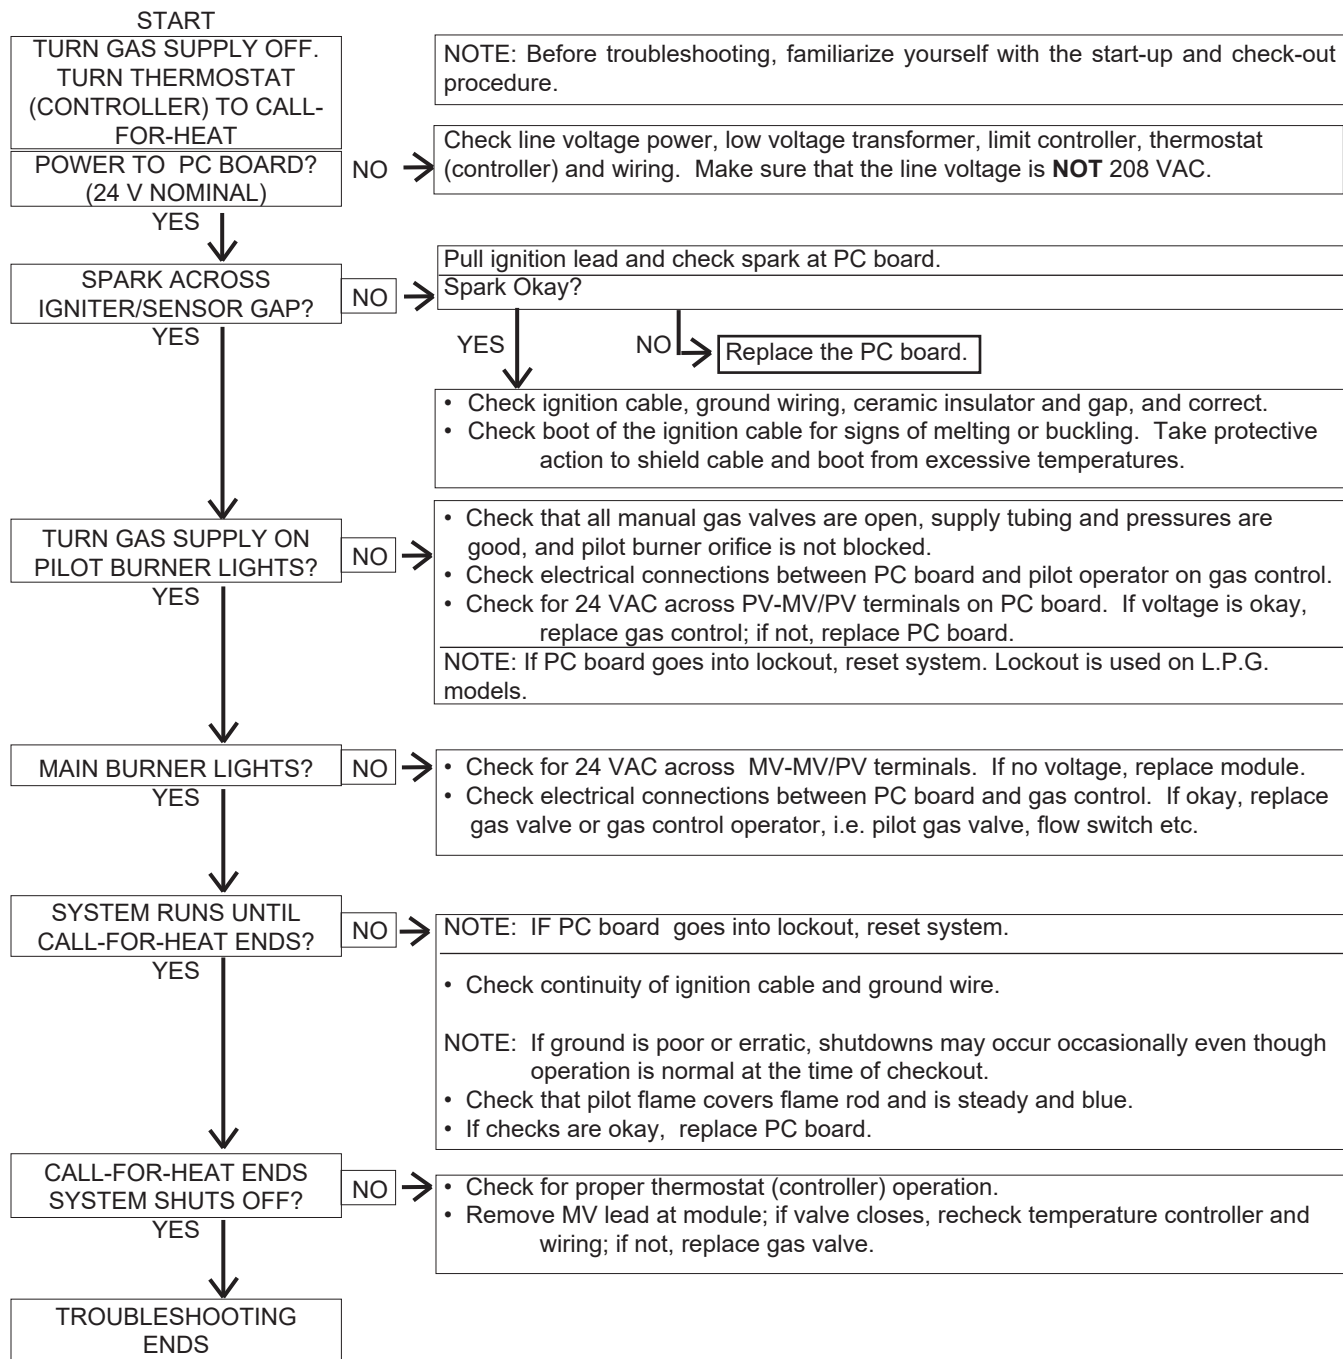 START
TURN GAS SUPPLY OFF.
TURN THERMOSTAT
(CONTROLLER) TO CALL-
FOR-HEAT
NOTE: Before troubleshooting, familiarize yourself with the start-up and check-out
procedure.
POWER TO PC BOARD?
(24 V NOMINAL)
NO
Check line voltage power, low voltage transformer, limit controller, thermostat
(controller) and wiring. Make sure that the line voltage is NOT 208 VAC.
YES
SPARK ACROSS
IGNITER/SENSOR GAP?
NO
Pull ignition lead and check spark at PC board.
Spark Okay?
YES
YES
NO
Replace the PC board.
• Check ignition cable, ground wiring, ceramic insulator and gap, and correct.
• Check boot of the ignition cable for signs of melting or buckling. Take protective
action to shield cable and boot from excessive temperatures.
TURN GAS SUPPLY ON
PILOT BURNER LIGHTS?
NO
• Check that all manual gas valves are open, supply tubing and pressures are
good, and pilot burner orifice is not blocked.
• Check electrical connections between PC board and pilot operator on gas control.
• Check for 24 VAC across PV-MV/PV terminals on PC board. If voltage is okay,
replace gas control; if not, replace PC board.
NOTE: If PC board goes into lockout, reset system. Lockout is used on L.P.G.
models.
YES
MAIN BURNER LIGHTS?
NO
• Check for 24 VAC across MV-MV/PV terminals. If no voltage, replace module.
• Check electrical connections between PC board and gas control. If okay, replace
gas valve or gas control operator, i.e. pilot gas valve, flow switch etc.
YES
SYSTEM RUNS UNTIL
CALL-FOR-HEAT ENDS?
NO
NOTE: IF PC board goes into lockout, reset system.
• Check continuity of ignition cable and ground wire.
NOTE: If ground is poor or erratic, shutdowns may occur occasionally even though
operation is normal at the time of checkout.
• Check that pilot flame covers flame rod and is steady and blue.
• If checks are okay, replace PC board.
YES
CALL-FOR-HEAT ENDS
SYSTEM SHUTS OFF?
NO
• Check for proper thermostat (controller) operation.
• Remove MV lead at module; if valve closes, recheck temperature controller and
wiring; if not, replace gas valve.
YES
TROUBLESHOOTING
ENDS